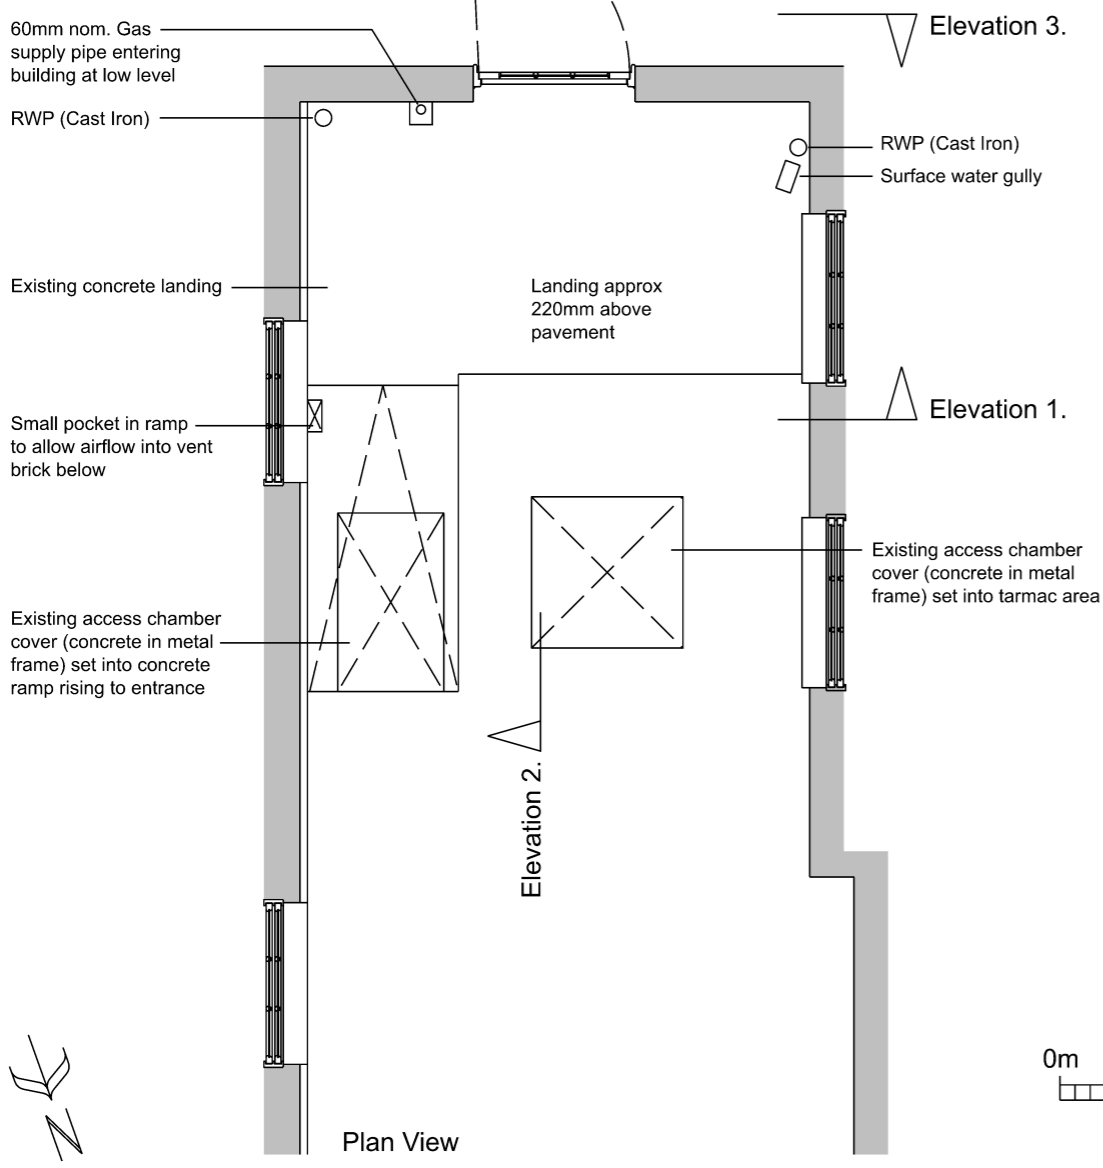 60mm nom. Gas
supply pipe entering
building at low level
Elevation 3.
RWP (Cast Iron)
RWP (Cast Iron)
Surface water gully
Existing concrete landing
Landing approx
220mm above
pavement
Elevation 1.
Small pocket in ramp
to allow airflow into vent
brick below
Existing access chamber
cover (concrete in metal
frame) set into tarmac area
Existing access chamber
cover (concrete in metal
frame) set into concrete
ramp rising to entrance
Elevation 2.
0m
N
Plan View